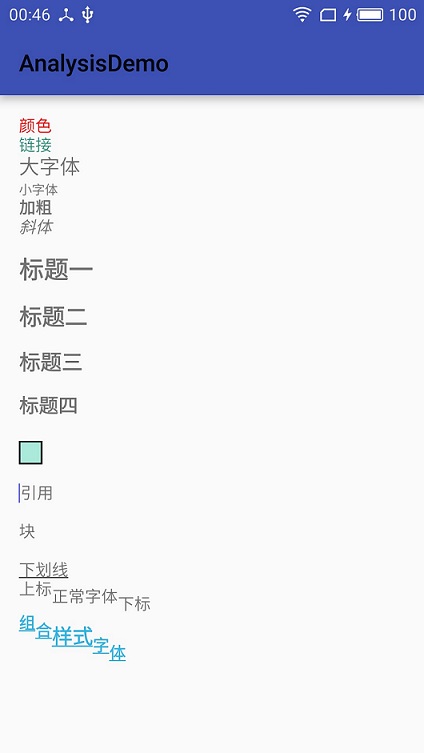 00:46 100
AnalysisDemo
颜色
链接
大字体
小字体
加粗
斜体
标题一
标题二
标题三
标题四
引用
块
下划线
上标正常字体下标
组合样式字体